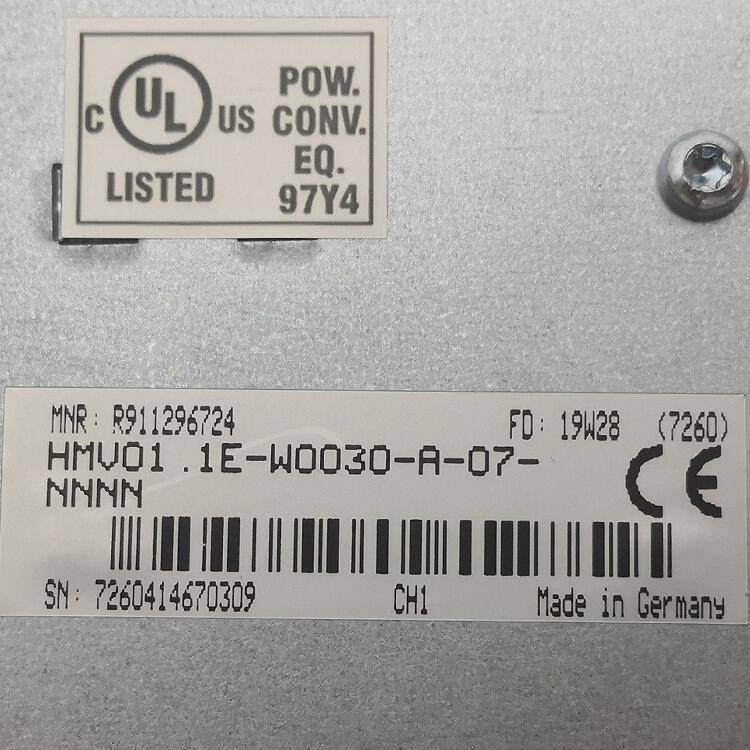 C UL US
LISTED
POW.
CONV.
EQ.
97Y4
MNR: R911296724 FD: 19W28 (7260)
HMV01.1E-W0030-A-07-
NNNN
CE
SN: 7260414670309 CH1 Made in Germany